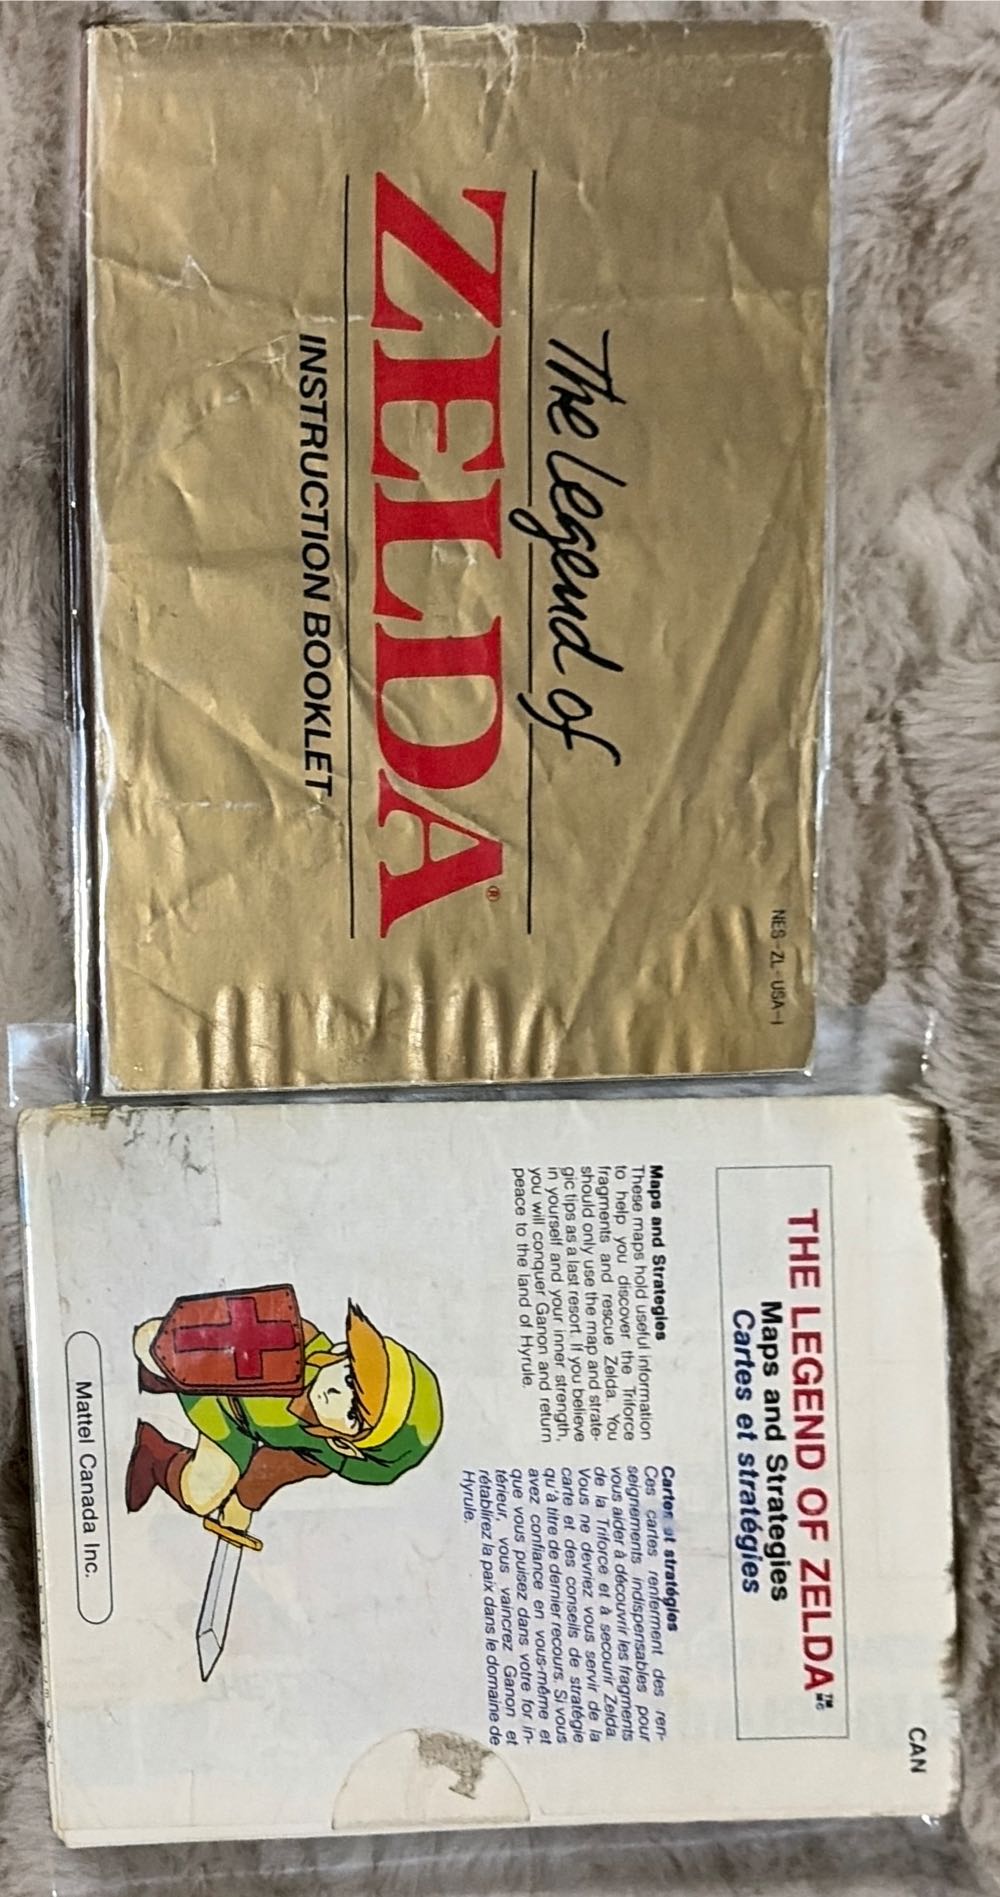 NES-ZL-USA-1
The Legend of
ZELDA®
INSTRUCTION BOOKLET
CAN
THE LEGEND OF ZELDA™
Maps and Strategies
Cartes et stratégies
Maps and Strategies
These maps hold useful information
to help you discover the Triforce
fragments and rescue Zelda. You
should only use the map and strate-
gic tips as a last resort. If you believe
in yourself and your inner strength,
you will conquer Ganon and return
peace to the land of Hyrule.
Cartes et stratégies
Ces cartes renferment des ren-
seignements indispensables pour
vous aider à découvrir les fragments
de la Triforce et à secourir Zelda.
Vous ne devriez vous servir de la
carte et des conseils de stratégie
qu'à titre de dernier recours. Si vous
avez confiance en vous-même et
que vous puisez dans votre for in-
térieur, vous vaincrez Ganon et
rétablirez la paix dans le domaine de
Hyrule.
Mattel Canada Inc.